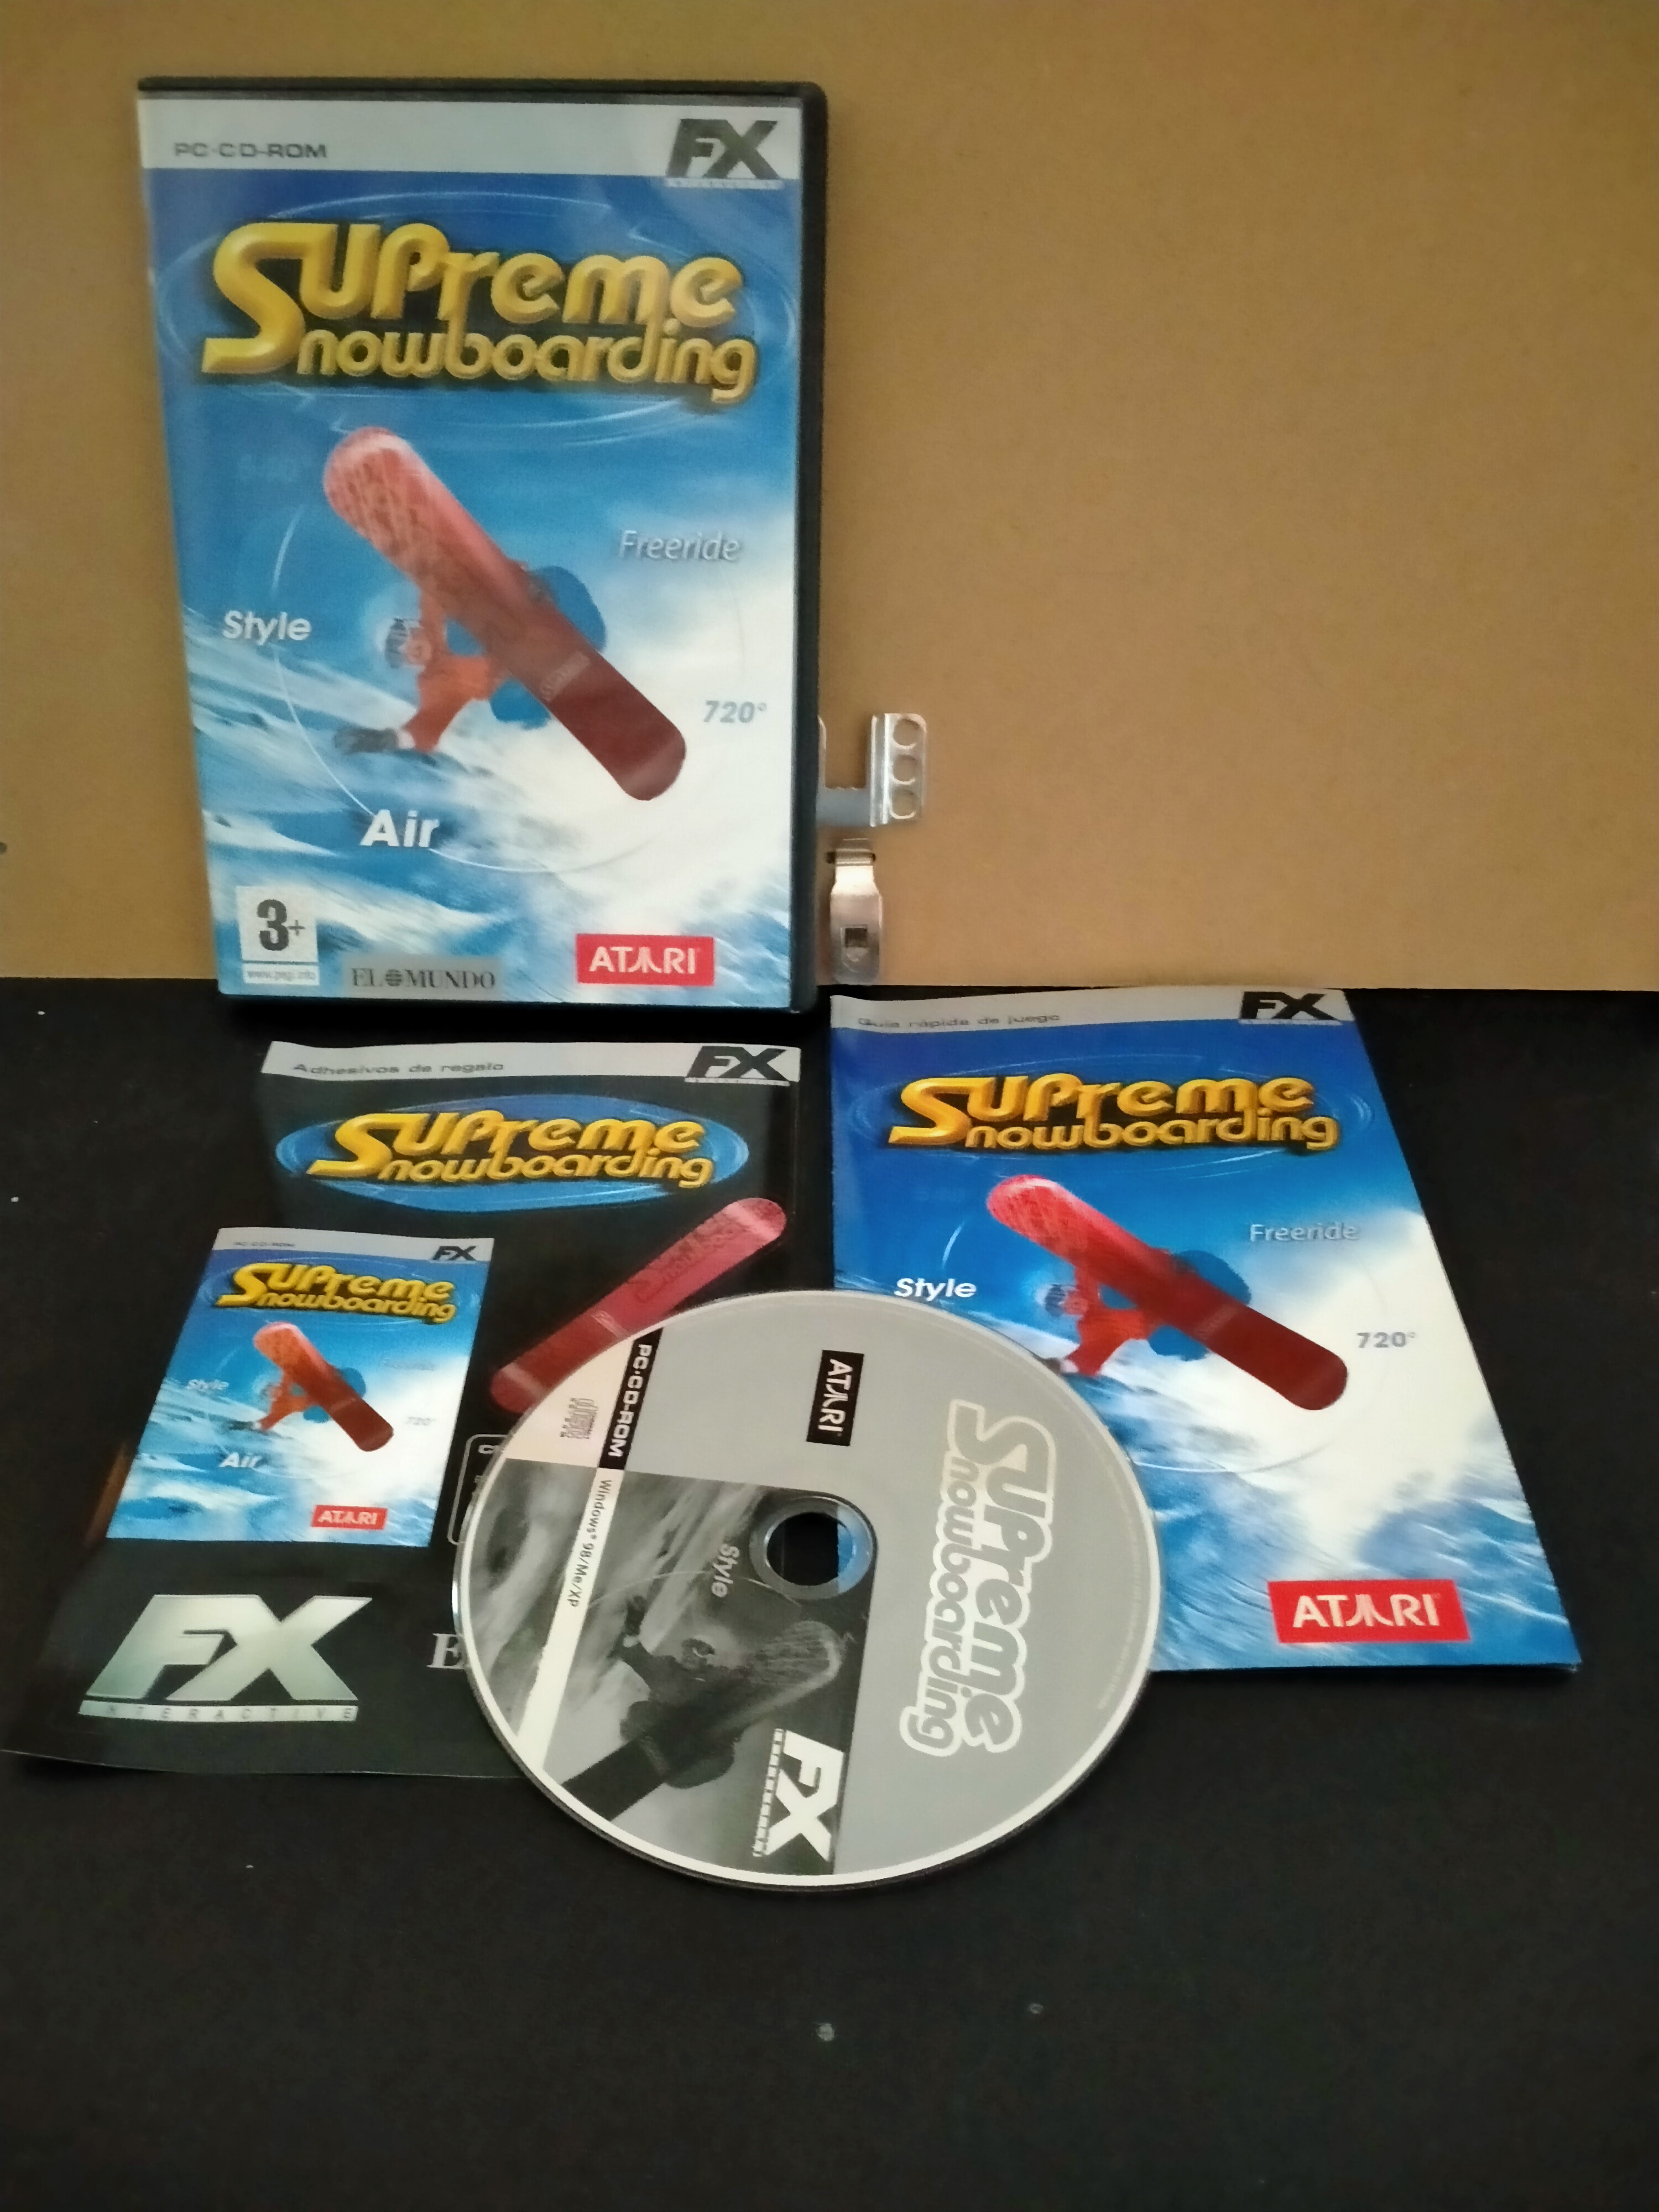 PC·CD-ROM
FX
Supreme
Snowboarding
Freeride
Style
720°
Air
3+
www.pegi.info
EL MUNDO
ATARI
Adhesivos de regalo
FX
Supreme
Snowboarding
PC·CD-ROM
FX
Supreme
Snowboarding
Freeride
Style
720°
Air
ATARI
FX
INTERACTIVE
Guía rápida de juego
FX
Supreme
Snowboarding
Freeride
Style
720°
ATARI
PC·CD-ROM
Windows® 98/Me/XP
ATARI
Supreme
Snowboarding
Style
FX
INTERACTIVE